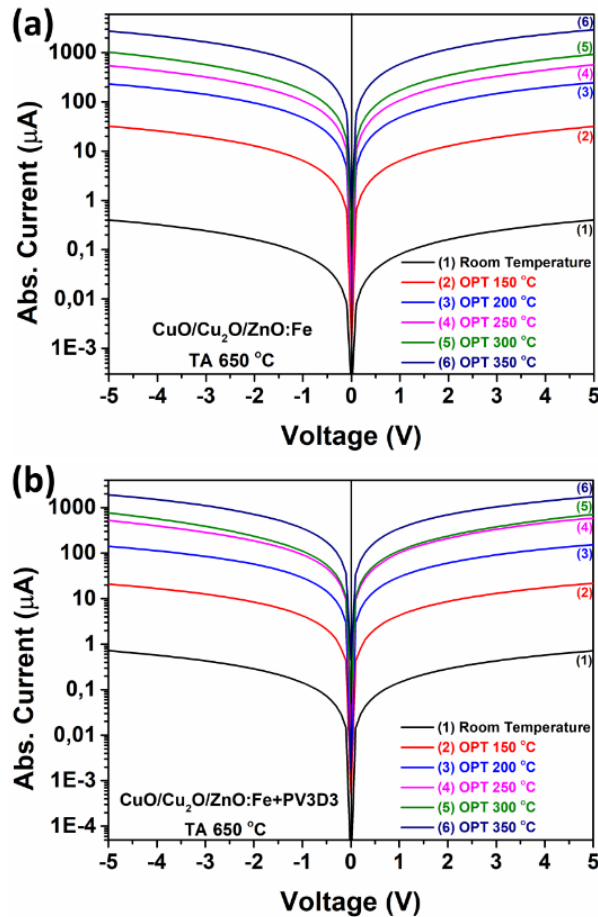 (a)
1000
100
10
1
0,1
0,01
1E-3
Abs. Current (μA)
(6)
(5)
(4)
(3)
(2)
(1)
(1) Room Temperature
(2) OPT 150 °C
(3) OPT 200 °C
(4) OPT 250 °C
(5) OPT 300 °C
(6) OPT 350 °C
CuO/Cu2O/ZnO:Fe
TA 650 °C
-5 -4 -3 -2 -1 0 1 2 3 4 5
Voltage (V)
(b)
1000
100
10
1
0,1
0,01
1E-3
1E-4
Abs. Current (μA)
(6)
(5)
(4)
(3)
(2)
(1)
(1) Room Temperature
(2) OPT 150 °C
(3) OPT 200 °C
(4) OPT 250 °C
(5) OPT 300 °C
(6) OPT 350 °C
CuO/Cu2O/ZnO:Fe+PV3D3
TA 650 °C
-5 -4 -3 -2 -1 0 1 2 3 4 5
Voltage (V)